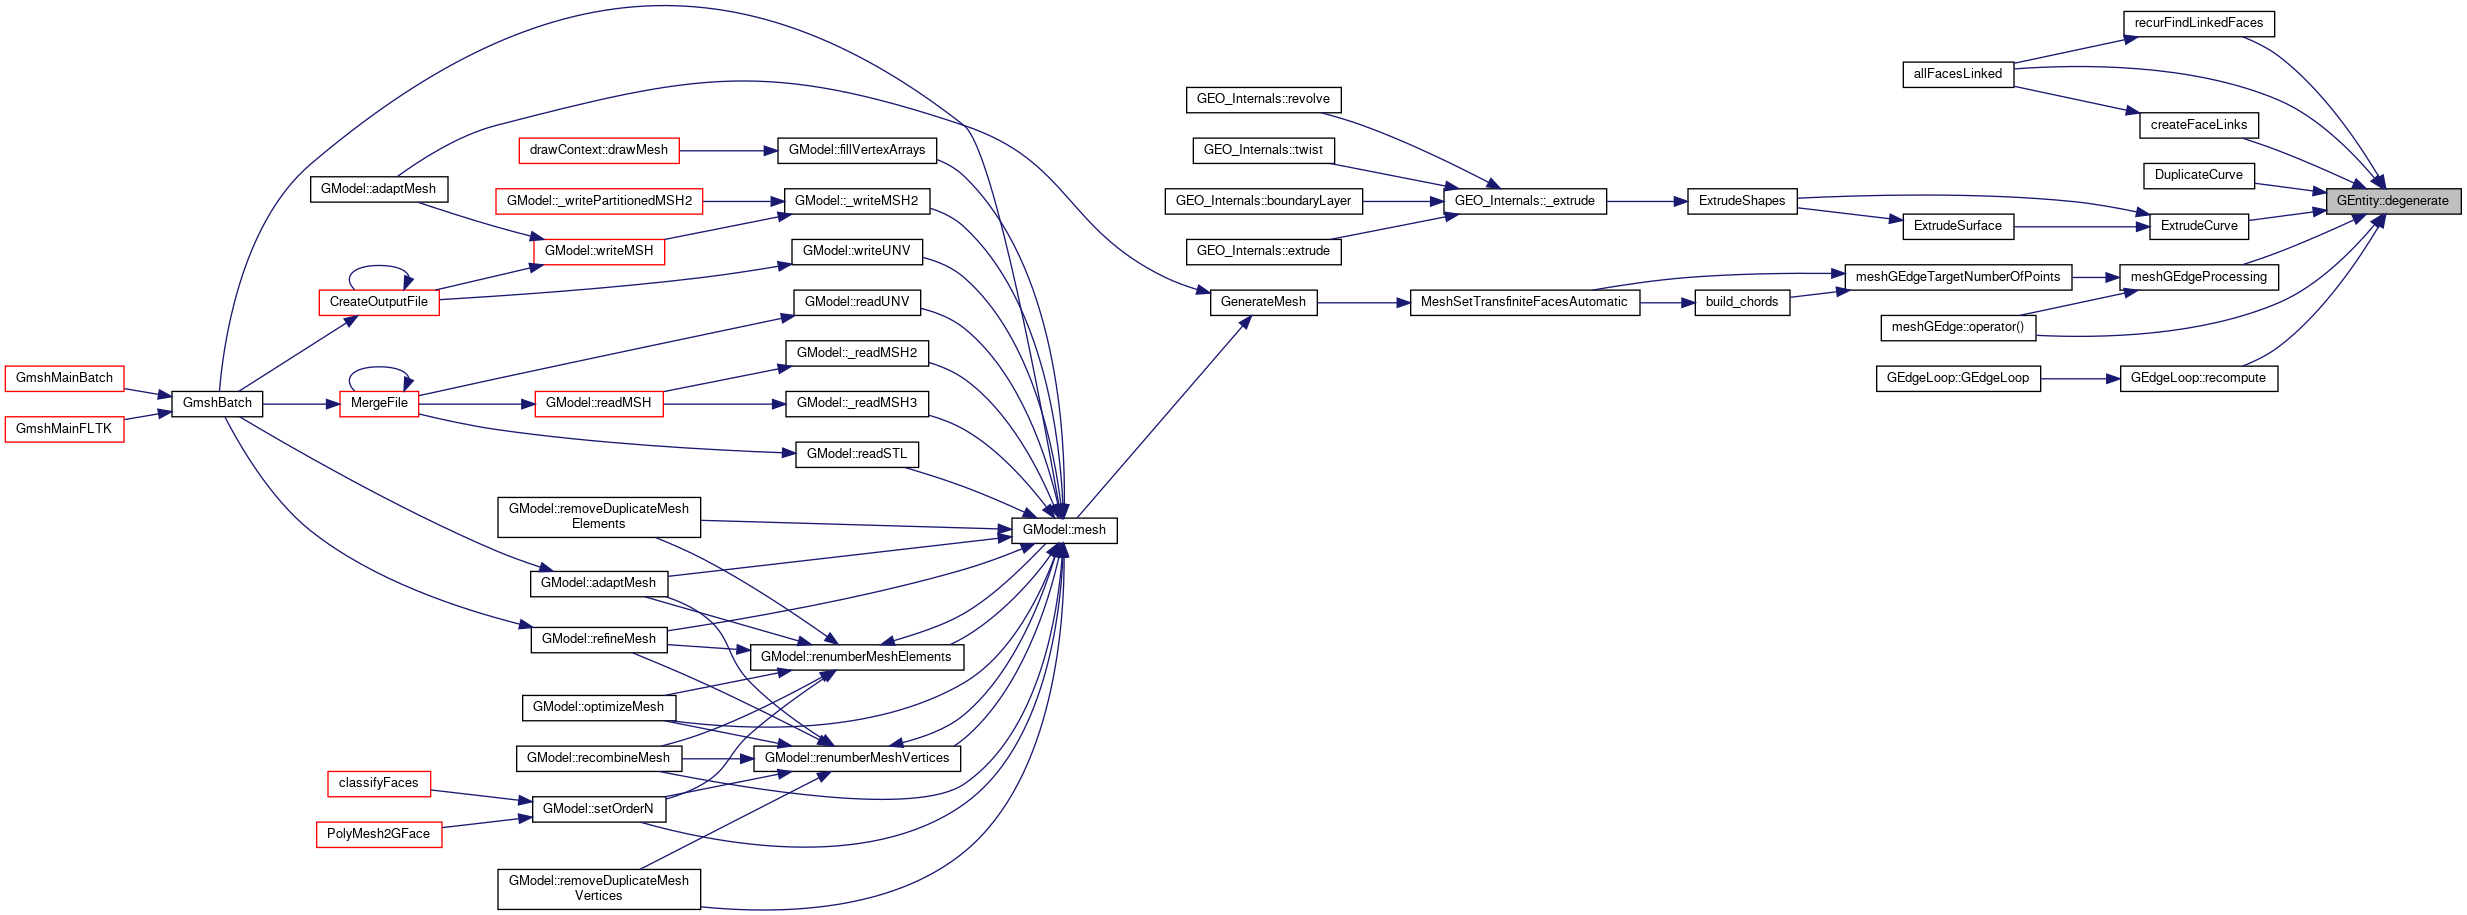 recurFindLinkedFaces
allFacesLinked
GEO_Internals::revolve
createFaceLinks
drawContext::drawMesh
GModel::fillVertexArrays
GEO_Internals::twist
DuplicateCurve
GModel::adaptMesh
GModel::_writePartitionedMSH2
GModel::_writeMSH2
GEO_Internals::boundaryLayer
GEO_Internals::_extrude
ExtrudeShapes
GEntity::degenerate
ExtrudeSurface
ExtrudeCurve
GModel::writeMSH
GModel::writeUNV
GEO_Internals::extrude
meshGEdgeTargetNumberOfPoints
meshGEdgeProcessing
CreateOutputFile
GModel::readUNV
GenerateMesh
MeshSetTransfiniteFacesAutomatic
build_chords
meshGEdge::operator()
GModel::_readMSH2
GmshMainBatch
GEdgeLoop::GEdgeLoop
GEdgeLoop::recompute
GmshBatch
MergeFile
GModel::readMSH
GModel::_readMSH3
GmshMainFLTK
GModel::readSTL
GModel::removeDuplicateMesh
Elements
GModel::mesh
GModel::adaptMesh
GModel::refineMesh
GModel::renumberMeshElements
GModel::optimizeMesh
GModel::recombineMesh
GModel::renumberMeshVertices
classifyFaces
GModel::setOrderN
PolyMesh2GFace
GModel::removeDuplicateMesh
Vertices